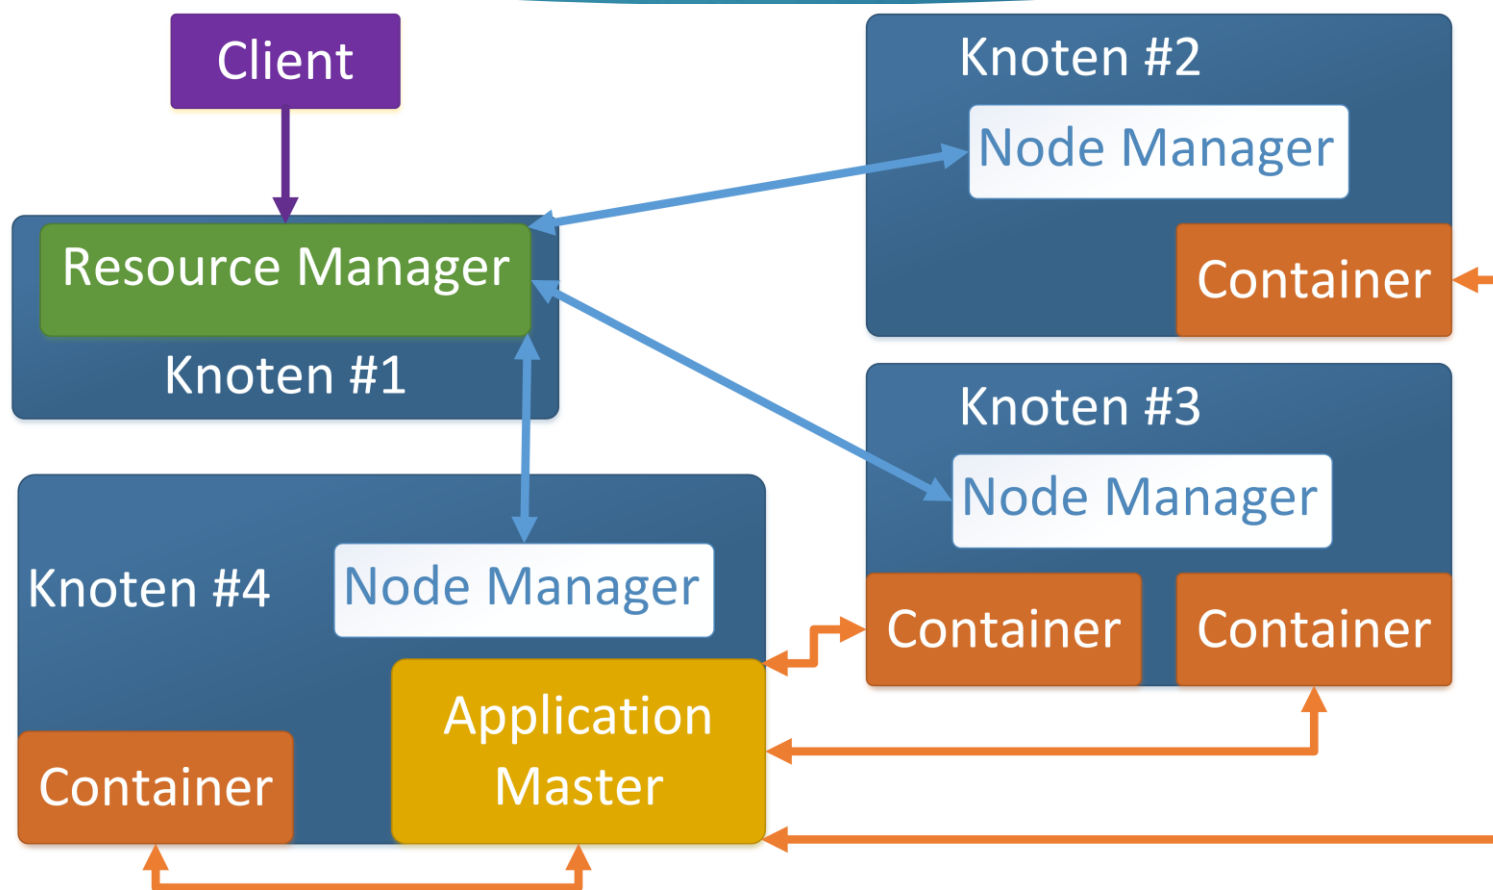 Client
Resource Manager
Knoten #1
Knoten #2
Node Manager
Container
Knoten #3
Node Manager
Container
Container
Knoten #4
Node Manager
Application
Master
Container